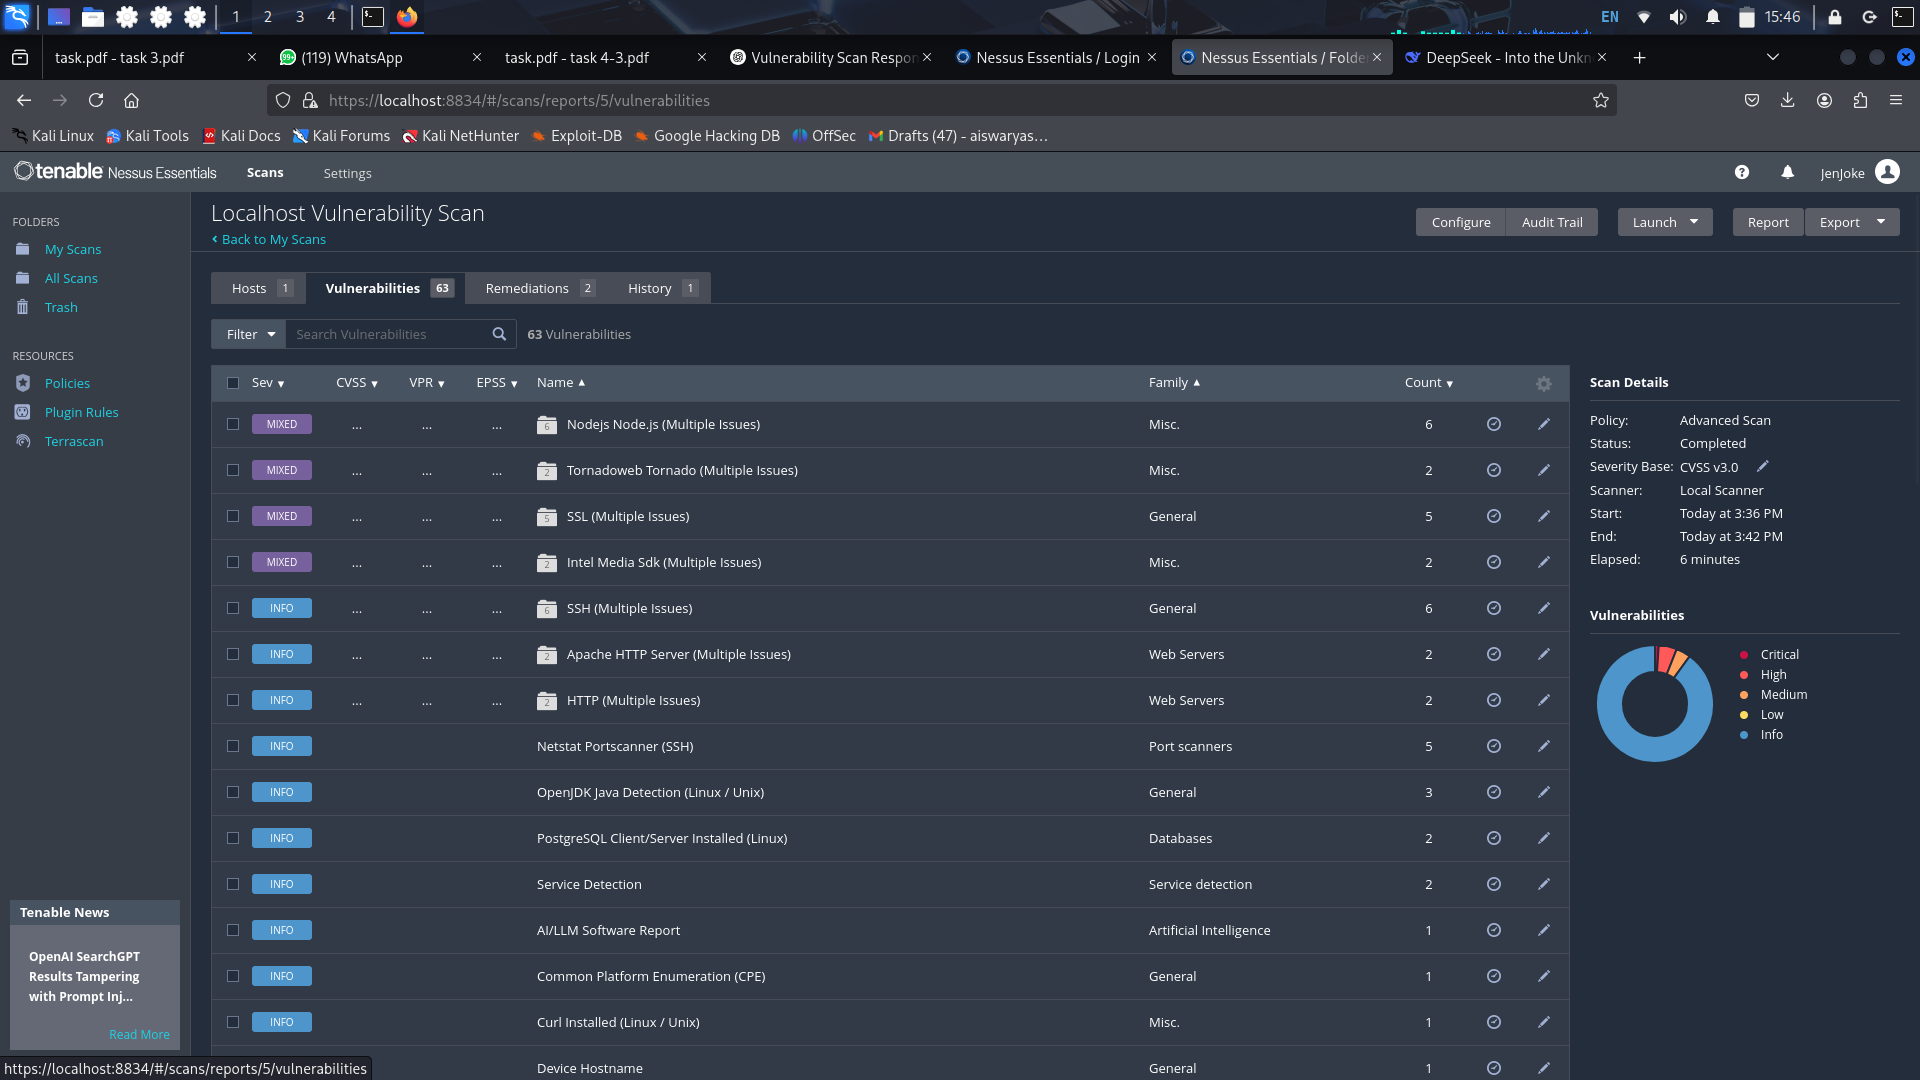 1 2 3 4 EN 15:46
task.pdf - task 3.pdf (119) WhatsApp task.pdf - task 4-3.pdf Vulnerability Scan Respon Nessus Essentials / Login Nessus Essentials / Folde DeepSeek - Into the Unkn
https://localhost:8834/#/scans/reports/5/vulnerabilities
Kali Linux Kali Tools Kali Docs Kali Forums Kali NetHunter Exploit-DB Google Hacking DB OffSec Drafts (47) - aiswaryas…
tenable Nessus Essentials Scans Settings JenJoke
FOLDERS
My Scans
All Scans
Trash
RESOURCES
Policies
Plugin Rules
Terrascan
Tenable News
OpenAI SearchGPT
Results Tampering
with Prompt Inj...
Read More
Localhost Vulnerability Scan
Back to My Scans
Configure Audit Trail Launch Report Export
Hosts 1 Vulnerabilities 63 Remediations 2 History 1
Filter Search Vulnerabilities 63 Vulnerabilities
Sev CVSS VPR EPSS Name Family Count
MIXED ... ... ... 6 Nodejs Node.js (Multiple Issues) Misc. 6
MIXED ... ... ... 2 Tornadoweb Tornado (Multiple Issues) Misc. 2
MIXED ... ... ... 5 SSL (Multiple Issues) General 5
MIXED ... ... ... 2 Intel Media Sdk (Multiple Issues) Misc. 2
INFO ... ... ... 6 SSH (Multiple Issues) General 6
INFO ... ... ... 2 Apache HTTP Server (Multiple Issues) Web Servers 2
INFO ... ... ... 2 HTTP (Multiple Issues) Web Servers 2
INFO Netstat Portscanner (SSH) Port scanners 5
INFO OpenJDK Java Detection (Linux / Unix) General 3
INFO PostgreSQL Client/Server Installed (Linux) Databases 2
INFO Service Detection Service detection 2
INFO AI/LLM Software Report Artificial Intelligence 1
INFO Common Platform Enumeration (CPE) General 1
INFO Curl Installed (Linux / Unix) Misc. 1
Device Hostname General 1
Scan Details
Policy: Advanced Scan
Status: Completed
Severity Base: CVSS v3.0
Scanner: Local Scanner
Start: Today at 3:36 PM
End: Today at 3:42 PM
Elapsed: 6 minutes
Vulnerabilities
Critical
High
Medium
Low
Info
https://localhost:8834/#/scans/reports/5/vulnerabilities